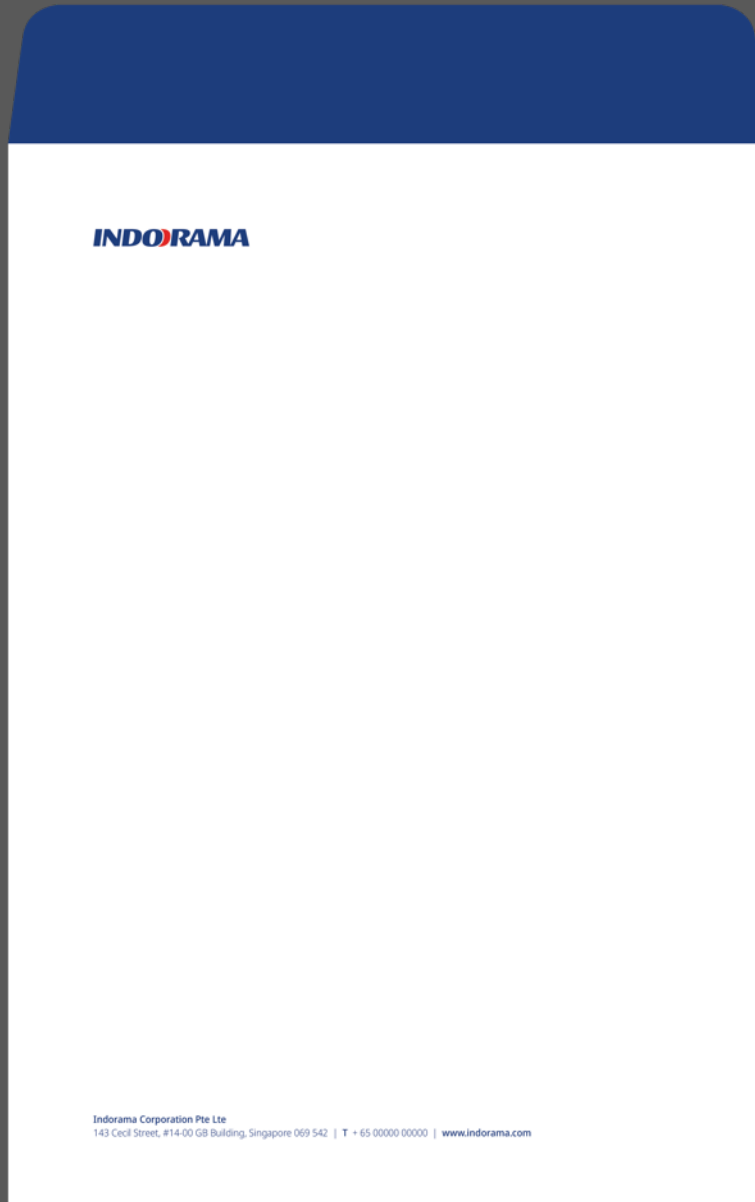 INDORAMA
Indorama Corporation Pte Lte
143 Cecil Street, #14-00 GB Building, Singapore 069 542 | T + 65 00000 00000 | www.indorama.com